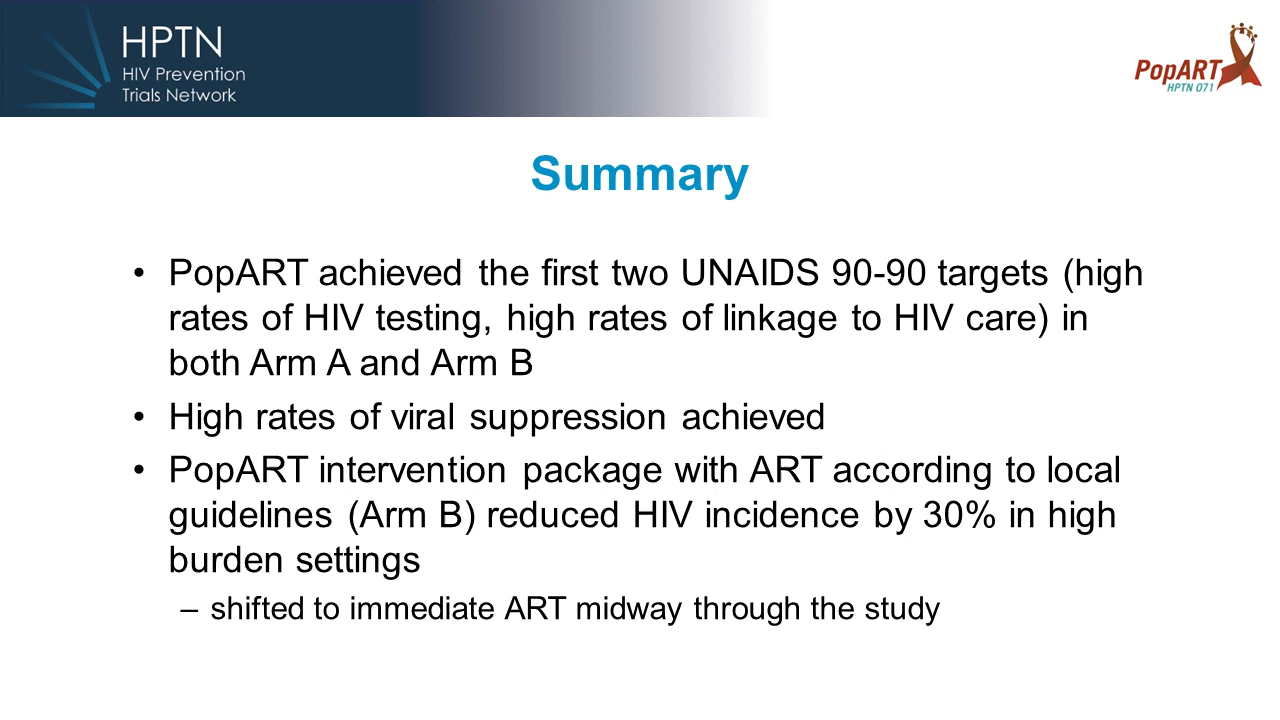 HPTN
HIV Prevention
Trials Network
PopART
HPTN 071
Summary
• PopART achieved the first two UNAIDS 90-90 targets (high
rates of HIV testing, high rates of linkage to HIV care) in
both Arm A and Arm B
• High rates of viral suppression achieved
• PopART intervention package with ART according to local
guidelines (Arm B) reduced HIV incidence by 30% in high
burden settings
– shifted to immediate ART midway through the study